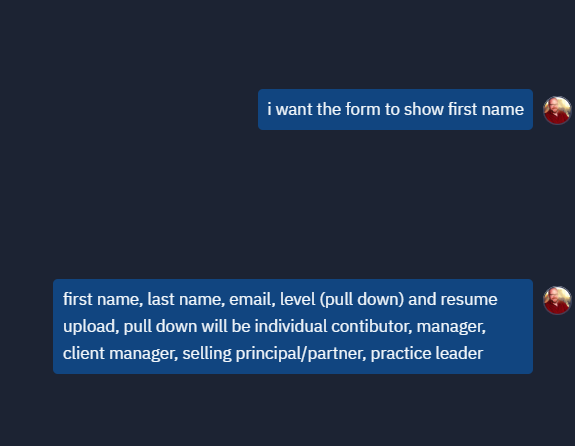 i want the form to show first name
first name, last name, email, level (pull down) and resume
upload, pull down will be individual contibutor, manager,
client manager, selling principal/partner, practice leader